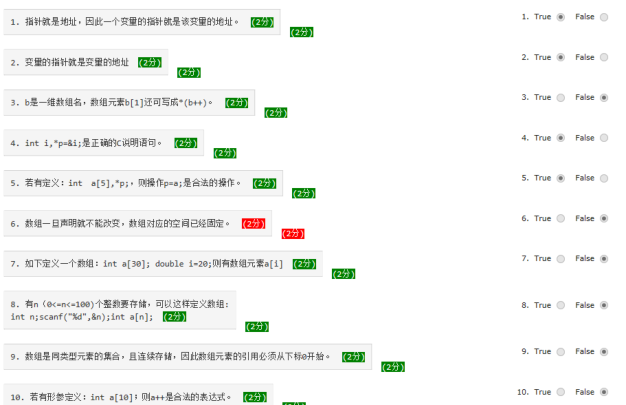 1. 指针就是地址，因此一个变量的指针就是该变量的地址。 (2分)
(2分)
1. True False
2. 变量的指针就是变量的地址 (2分)
(2分)
2. True False
3. b是一维数组名，数组元素b[1]还可写成*(b++)。 (2分)
(2分)
3. True False
4. int i,*p=&i;是正确的C说明语句。 (2分)
(2分)
4. True False
5. 若有定义：int a[5],*p;，则操作p=a;是合法的操作。 (2分)
(2分)
5. True False
6. 数组一旦声明就不能改变，数组对应的空间已经固定。 (2分)
(2分)
6. True False
7. 如下定义一个数组：int a[30]; double i=20;则有数组元素a[i] (2分)
(2分)
7. True False
8. 有n（0<=n<=100)个整数要存储，可以这样定义数组：
int n;scanf("%d",&n);int a[n]; (2分)
(2分)
8. True False
9. 数组是同类型元素的集合，且连续存储，因此数组元素的引用必须从下标0开始。 (2分)
(2分)
9. True False
10. 若有形参定义：int a[10]；则a++是合法的表达式。 (2分)
(2分)
10. True False